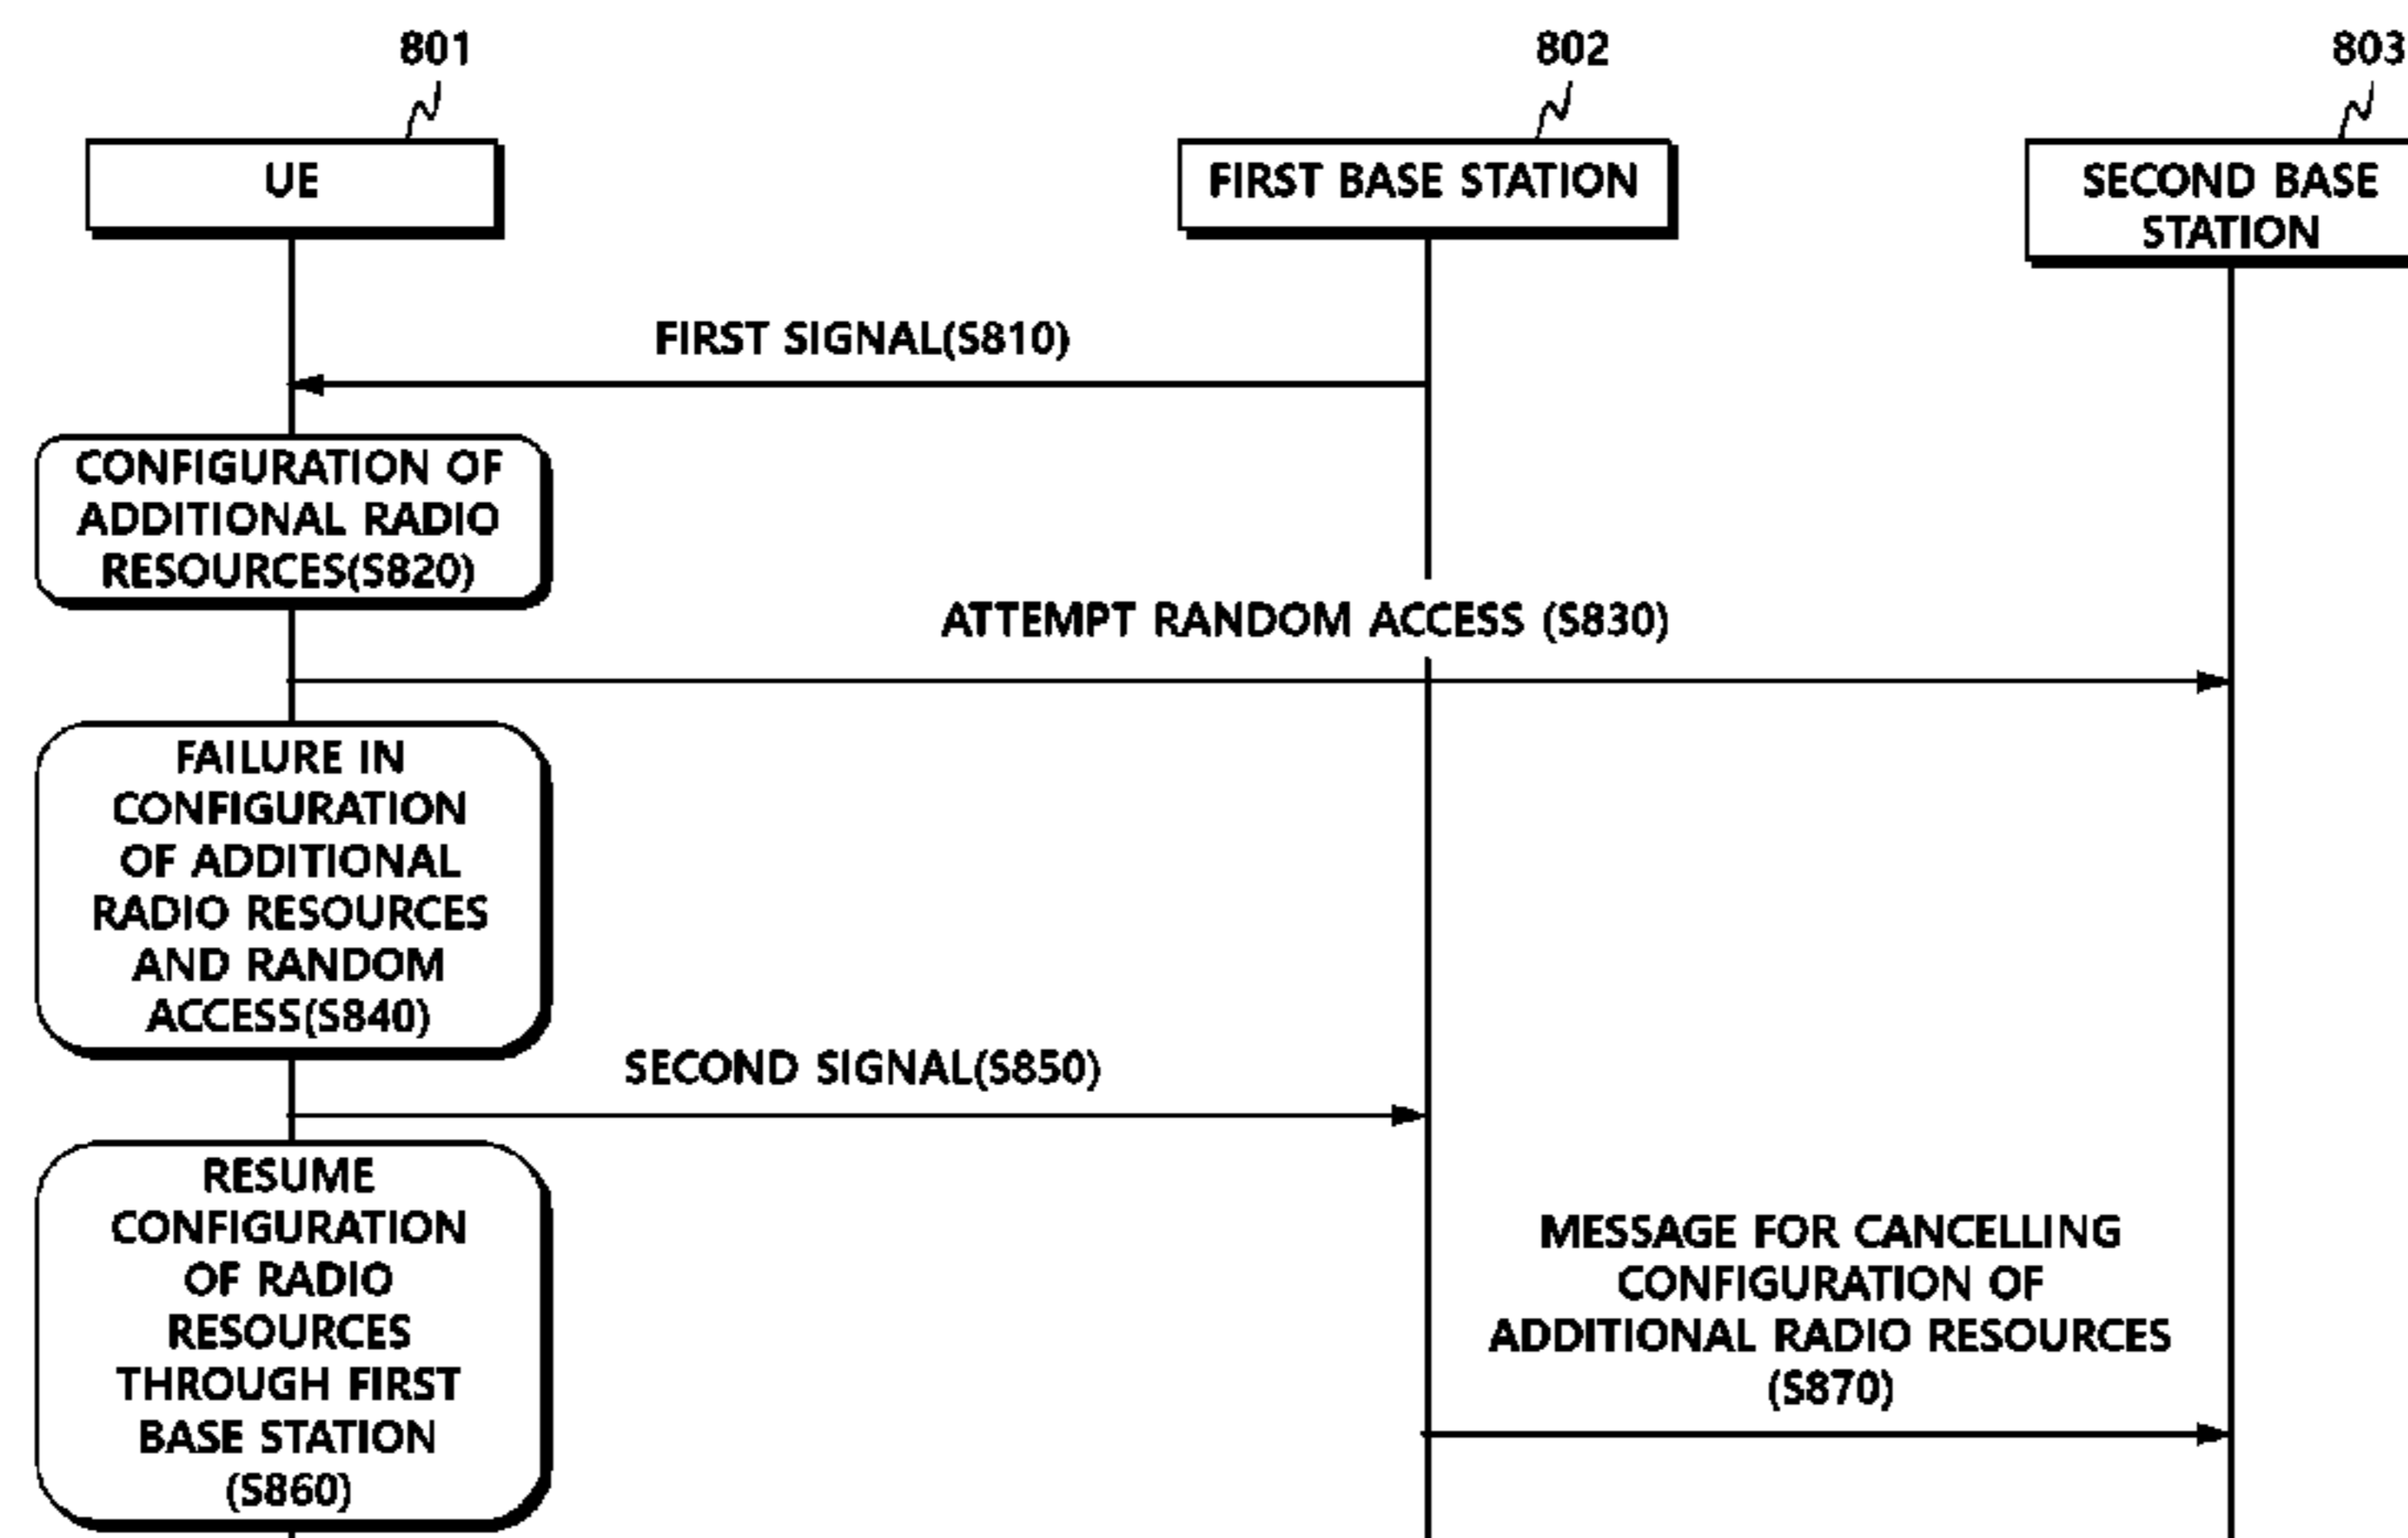 801
802
803
UE
FIRST BASE STATION
SECOND BASE
STATION
FIRST SIGNAL(S810)
CONFIGURATION OF
ADDITIONAL RADIO
RESOURCES(S820)
ATTEMPT RANDOM ACCESS (S830)
FAILURE IN
CONFIGURATION
OF ADDITIONAL
RADIO RESOURCES
AND RANDOM
ACCESS(S840)
SECOND SIGNAL(S850)
RESUME
CONFIGURATION
OF RADIO
RESOURCES
THROUGH FIRST
BASE STATION
(S860)
MESSAGE FOR CANCELLING
CONFIGURATION OF
ADDITIONAL RADIO RESOURCES
(S870)